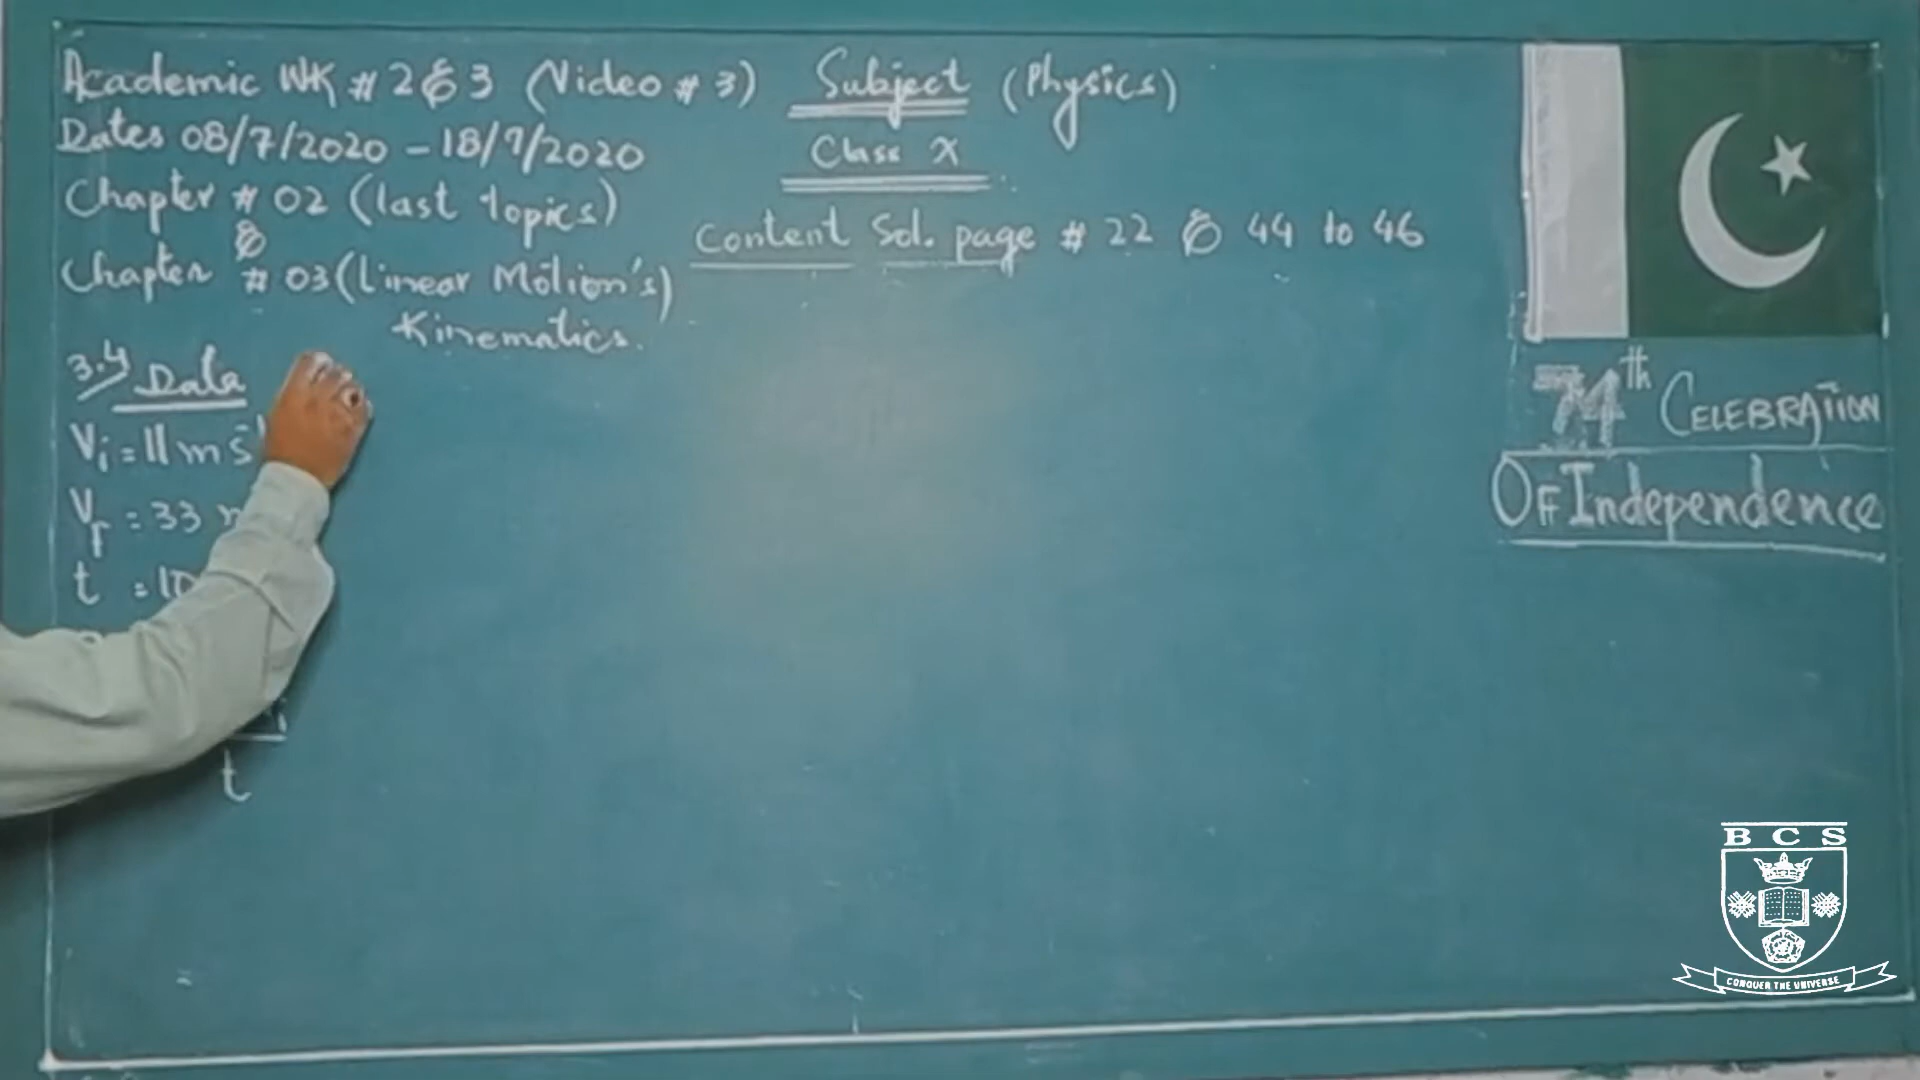 Academic WK # 2 & 3 (Video # 3) Subject (Physics)
Dates 08/7/2020 - 18/7/2020 Class X
Chapter # 02 (last topics)
&
Content Sol. page # 22 & 44 to 46
Chapter # 03 (Linear Motion's)
Kinematics.
3.4 Data
Vi = 11 m s
Vf = 33
t = 10
t
74th CELEBRATION
OF Independence
BCS
CONQUER THE UNIVERSE